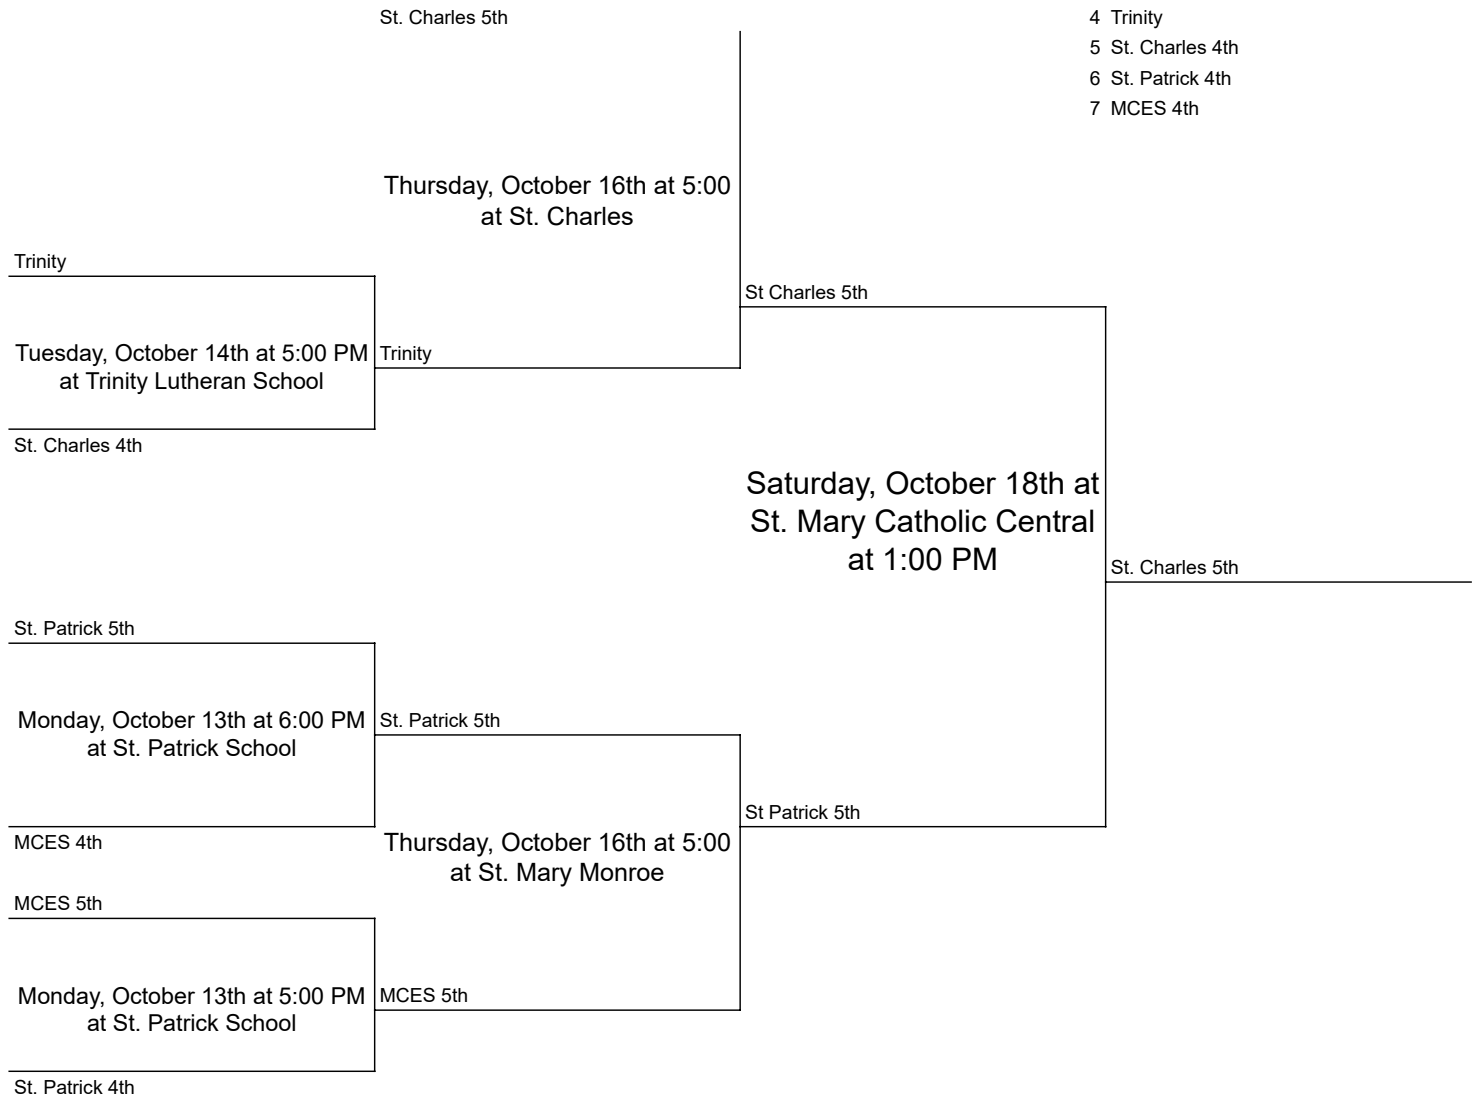 St. Charles 5th
4 Trinity
5 St. Charles 4th
6 St. Patrick 4th
7 MCES 4th
Thursday, October 16th at 5:00
at St. Charles
Trinity
St Charles 5th
Tuesday, October 14th at 5:00 PM
at Trinity Lutheran School
Trinity
St. Charles 4th
Saturday, October 18th at
St. Mary Catholic Central
at 1:00 PM
St. Charles 5th
St. Patrick 5th
Monday, October 13th at 6:00 PM
at St. Patrick School
St. Patrick 5th
St Patrick 5th
MCES 4th
Thursday, October 16th at 5:00
at St. Mary Monroe
MCES 5th
Monday, October 13th at 5:00 PM
at St. Patrick School
MCES 5th
St. Patrick 4th